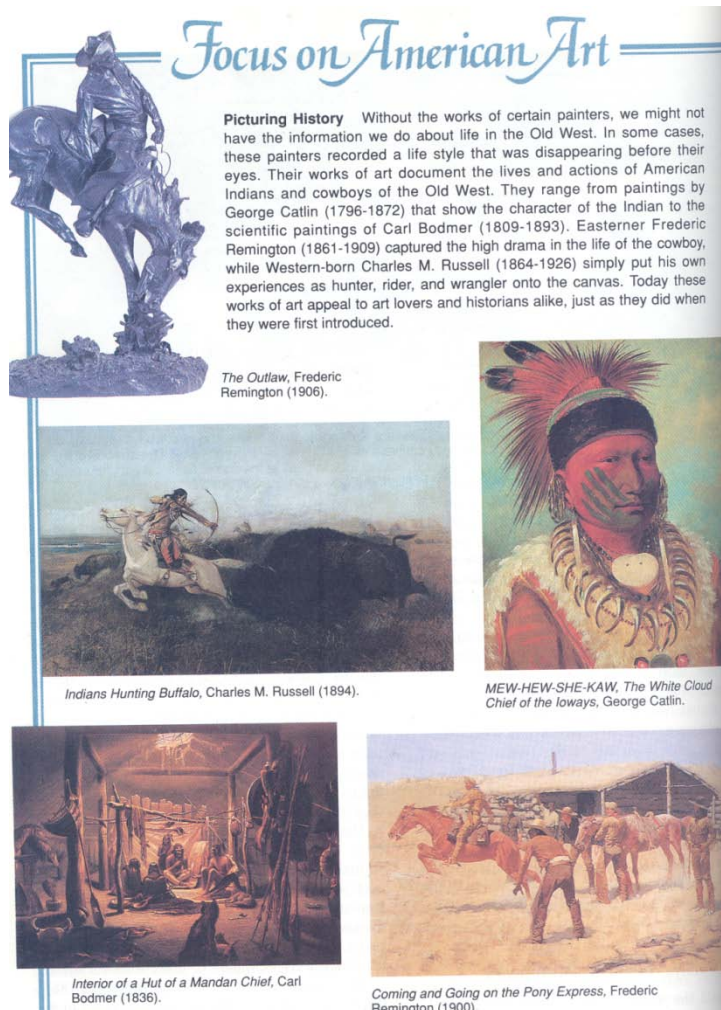 Focus on American Art
Picturing History Without the works of certain painters, we might not
have the information we do about life in the Old West. In some cases,
these painters recorded a life style that was disappearing before their
eyes. Their works of art document the lives and actions of American
Indians and cowboys of the Old West. They range from paintings by
George Catlin (1796-1872) that show the character of the Indian to the
scientific paintings of Carl Bodmer (1809-1893). Easterner Frederic
Remington (1861-1909) captured the high drama in the life of the cowboy,
while Western-born Charles M. Russell (1864-1926) simply put his own
experiences as hunter, rider, and wrangler onto the canvas. Today these
works of art appeal to art lovers and historians alike, just as they did when
they were first introduced.
The Outlaw, Frederic
Remington (1906).
Indians Hunting Buffalo, Charles M. Russell (1894).
MEW-HEW-SHE-KAW, The White Cloud
Chief of the Ioways, George Catlin.
Interior of a Hut of a Mandan Chief, Carl
Bodmer (1836).
Coming and Going on the Pony Express, Frederic
Remington (1900).